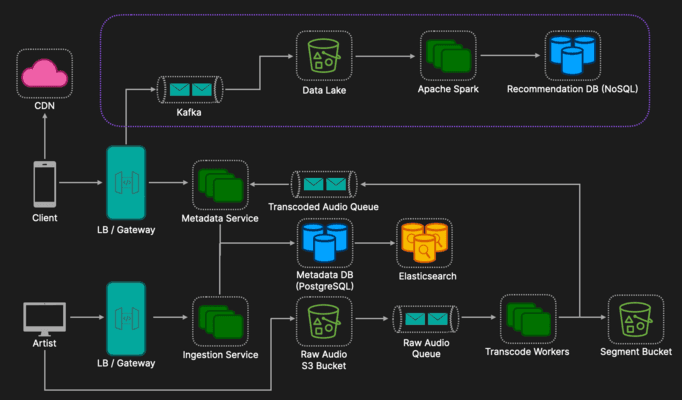 Data Lake
Apache Spark
Recommendation DB (NoSQL)
CDN
Kafka
Client
LB / Gateway
Metadata Service
Transcoded Audio Queue
Metadata DB
(PostgreSQL)
Elasticsearch
Artist
LB / Gateway
Ingestion Service
Raw Audio
S3 Bucket
Raw Audio
Queue
Transcode Workers
Segment Bucket